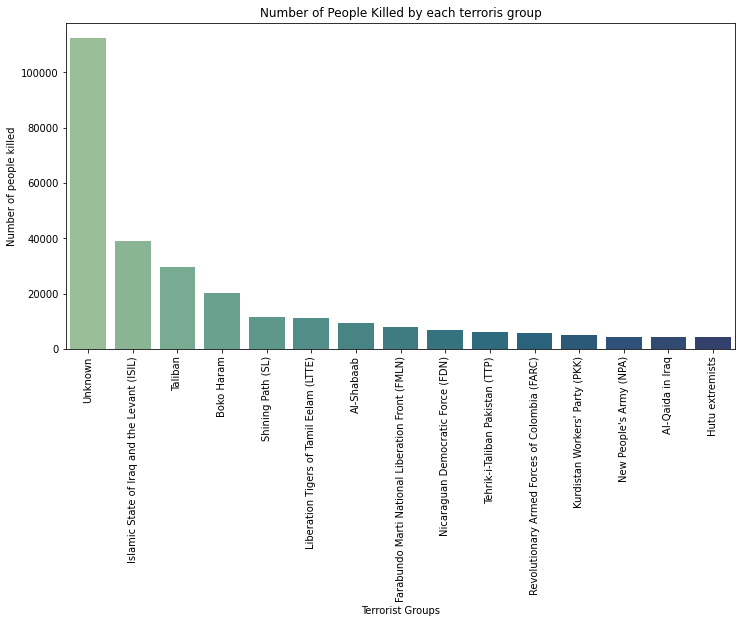 Number of People Killed by each terroris group
Number of people killed
100000
80000
60000
40000
20000
0
Unknown
Islamic State of Iraq and the Levant (ISIL)
Taliban
Boko Haram
Shining Path (SL)
Liberation Tigers of Tamil Eelam (LTTE)
Al-Shabaab
Farabundo Marti National Liberation Front (FMLN)
Nicaraguan Democratic Force (FDN)
Tehrik-i-Taliban Pakistan (TTP)
Revolutionary Armed Forces of Colombia (FARC)
Kurdistan Workers' Party (PKK)
New People's Army (NPA)
Al-Qaida in Iraq
Hutu extremists
Terrorist Groups